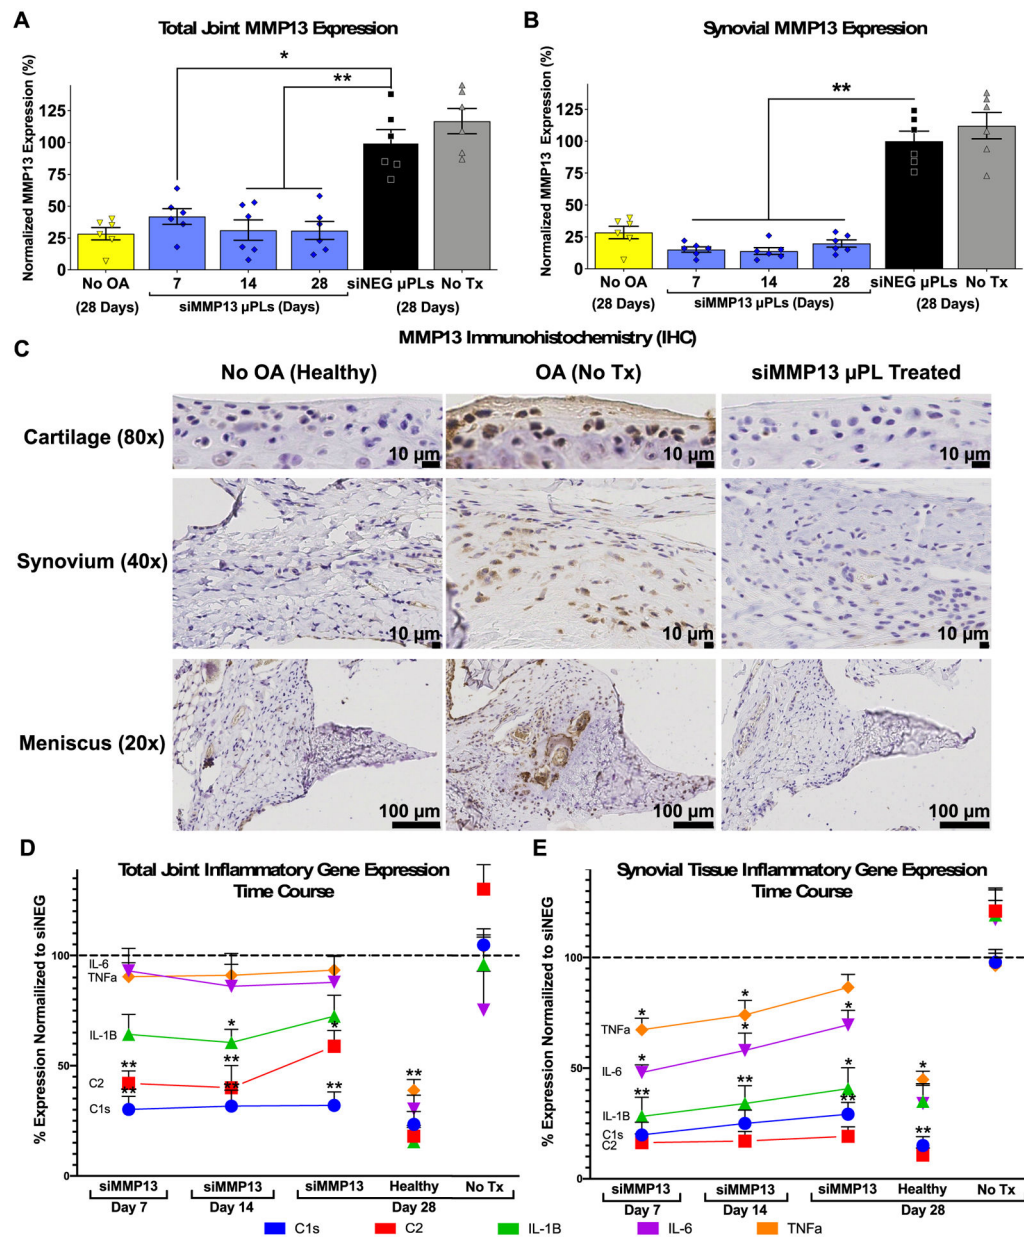 A
Total Joint MMP13 Expression
Normalized MMP13 Expression (%)
125
100
75
50
25
0
*
**
No OA
7
14
28
siNEG µPLs
No Tx
(28 Days)
siMMP13 µPLs (Days)
(28 Days)
B
Synovial MMP13 Expression
Normalized MMP13 Expression (%)
125
100
75
50
25
0
**
No OA
7
14
28
siNEG µPLs
No Tx
(28 Days)
siMMP13 µPLs (Days)
(28 Days)
C
MMP13 Immunohistochemistry (IHC)
No OA (Healthy)
OA (No Tx)
siMMP13 µPL Treated
Cartilage (80x)
10 µm
10 µm
10 µm
Synovium (40x)
10 µm
10 µm
10 µm
Meniscus (20x)
100 µm
100 µm
100 µm
D
Total Joint Inflammatory Gene Expression
Time Course
% Expression Normailized to siNEG
100
50
0
IL-6
TNFa
IL-1B
C2
C1s
**
**
*
**
**
*
**
**
siMMP13
siMMP13
siMMP13
Healthy
No Tx
Day 7
Day 14
Day 28
E
Synovial Tissue Inflammatory Gene Expression
Time Course
% Expression Normalized to siNEG
100
50
0
TNFa
IL-6
IL-1B
C1s
C2
*
*
**
*
*
**
*
*
**
*
**
siMMP13
siMMP13
siMMP13
Healthy
No Tx
Day 7
Day 14
Day 28
C1s
C2
IL-1B
IL-6
TNFa